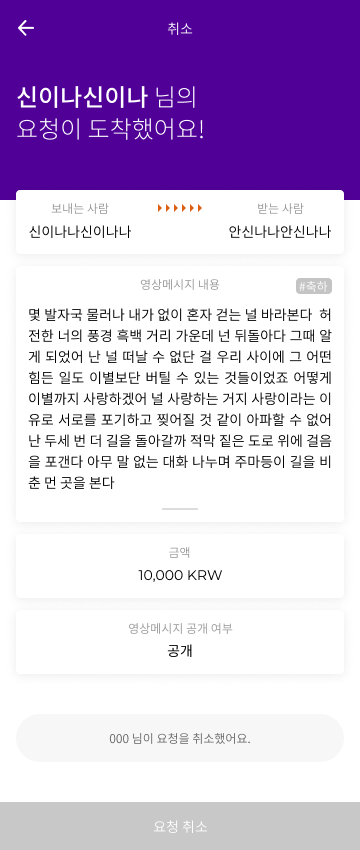 취소
신이나신이나 님의
요청이 도착했어요!
보내는 사람
받는 사람
신이나나신이나나
안신나나안신나나
영상메시지 내용
#축하
몇 발자국 물러나 내가 없이 혼자 걷는 널 바라본다 허
전한 너의 풍경 흑백 거리 가운데 넌 뒤돌아다 그때 알
게 되었어 난 널 떠날 수 없단 걸 우리 사이에 그 어떤
힘든 일도 이별보단 버틸 수 있는 것들이었죠 어떻게
이별까지 사랑하겠어 널 사랑하는 거지 사랑이라는 이
유로 서로를 포기하고 찢어질 것 같이 아파할 수 없어
난 두세 번 더 길을 돌아갈까 적막 짙은 도로 위에 걸음
을 포갠다 아무 말 없는 대화 나누며 주마등이 길을 비
춘 먼 곳을 본다
금액
10,000 KRW
영상메시지 공개 여부
공개
000 님이 요청을 취소했어요.
요청 취소